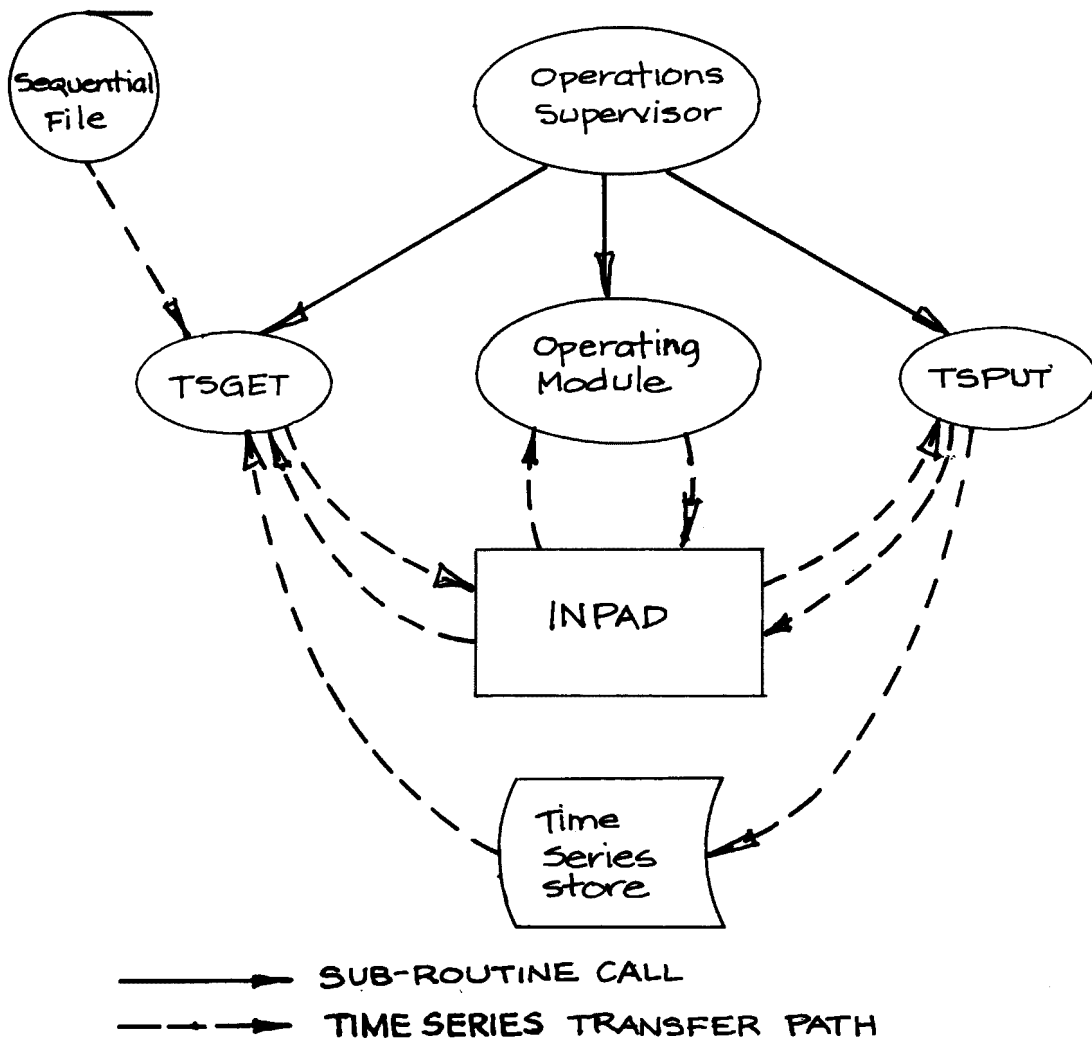 Sequential
File
Operations
Supervisor
TSGET
Operating
Module
TSPUT
INPAD
Time
Series
store
SUB-ROUTINE CALL
TIME SERIES TRANSFER PATH